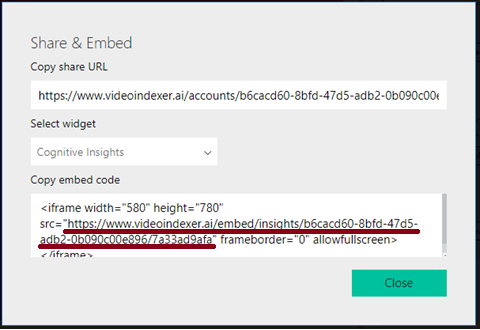 Share & Embed
Copy share URL
https://www.videoindexer.ai/accounts/b6cacd60-8bfd-47d5-adb2-0b090c00e
Select widget
Cognitive Insights
Copy embed code
<iframe width="580" height="780"
src="https://www.videoindexer.ai/embed/insights/b6cacd60-8bfd-47d5-
adb2-0b090c00e896/7a33ad9afa" frameborder="0" allowfullscreen>
</iframe>
Close